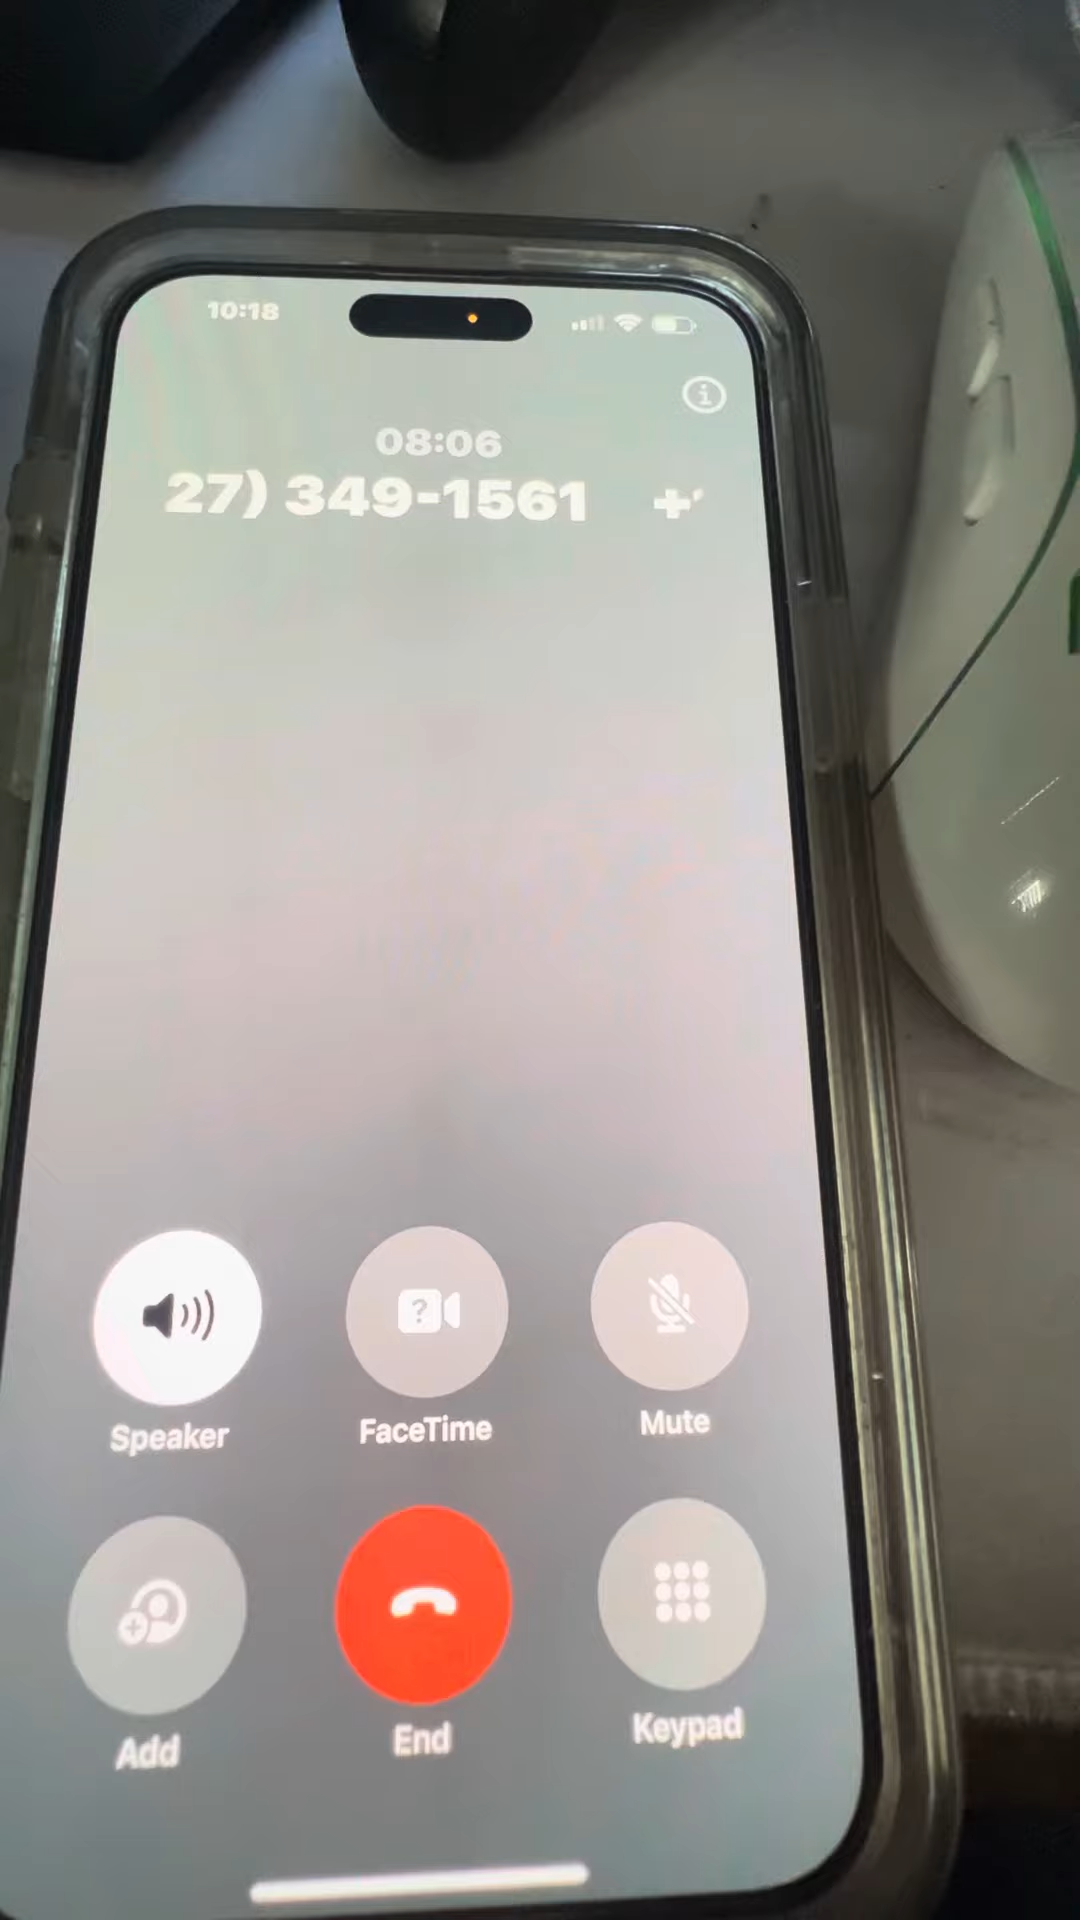 10:18
08:06
27) 349-1561 +
Speaker
FaceTime
Mute
Add
End
Keypad